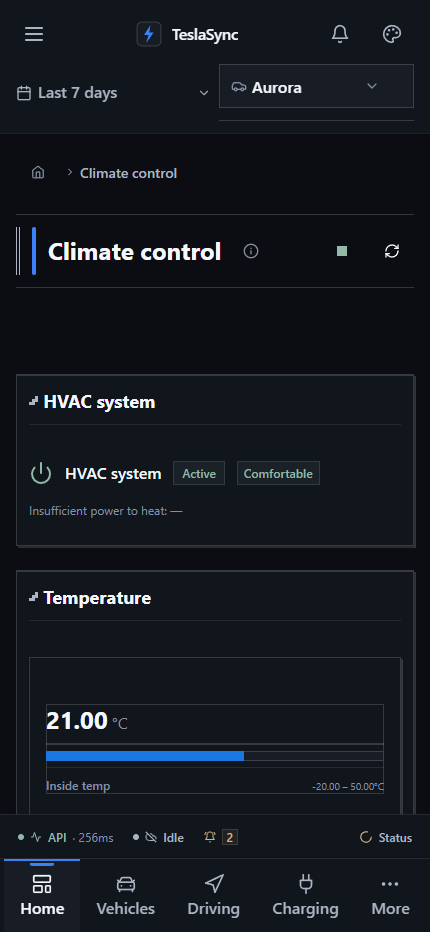 TeslaSync
Last 7 days
Aurora
Climate control
Climate control
HVAC system
HVAC system
Active
Comfortable
Insufficient power to heat: —
Temperature
21.00 °C
Inside temp
-20.00 – 50.00°C
API · 256ms
Idle
2
Status
Home
Vehicles
Driving
Charging
More